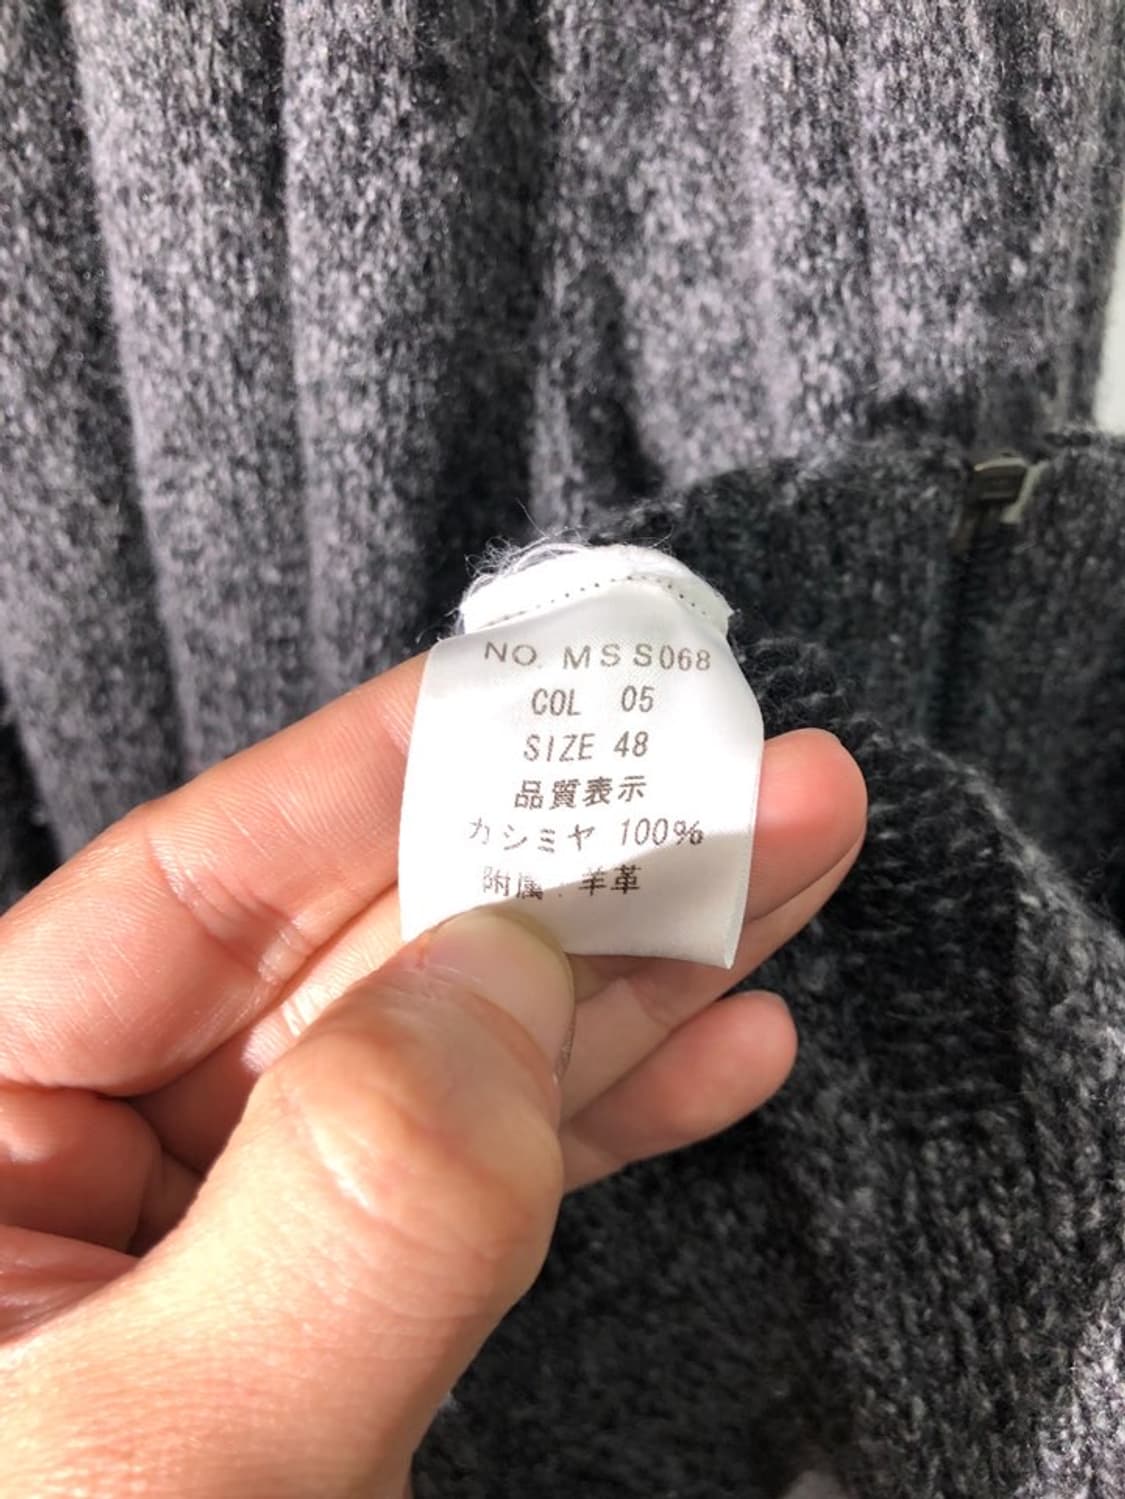 NO. MSS068
COL 05
SIZE 48
品質表示
カシミヤ 100%
附属:羊革